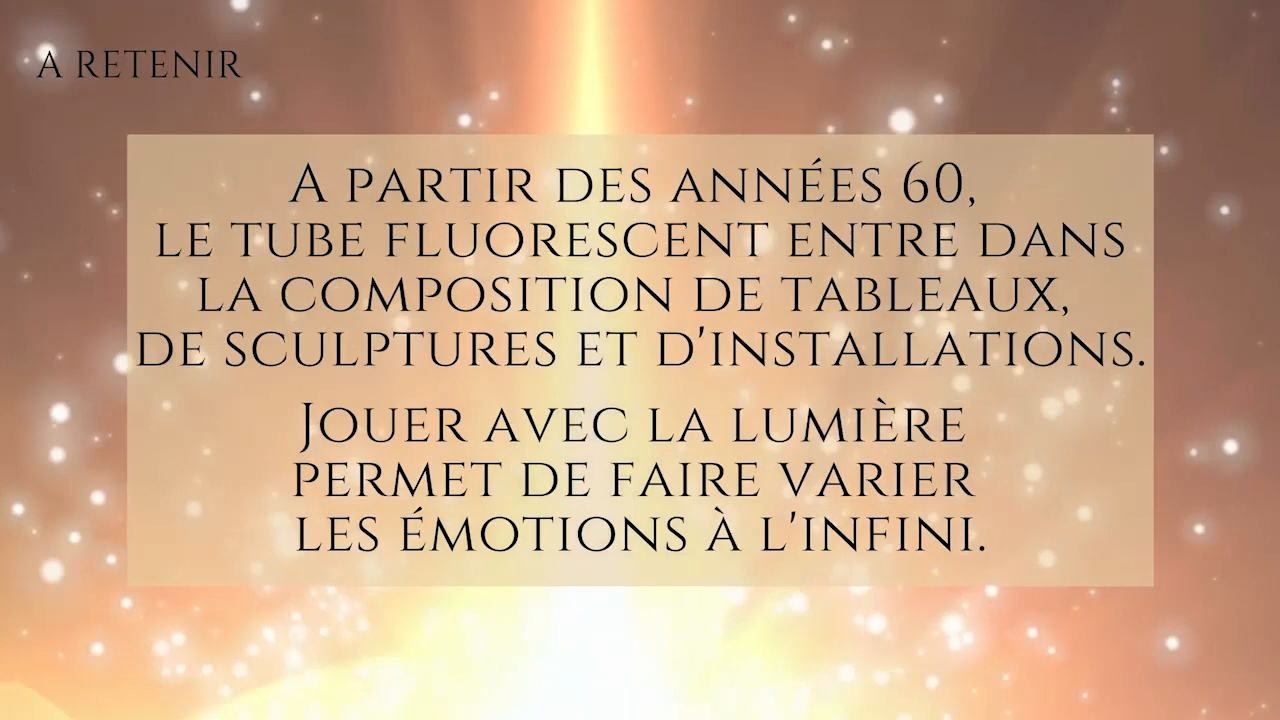 A RETENIR
A PARTIR DES ANNÉES 60,
LE TUBE FLUORESCENT ENTRE DANS
LA COMPOSITION DE TABLEAUX,
DE SCULPTURES ET D'INSTALLATIONS.
JOUER AVEC LA LUMIÈRE
PERMET DE FAIRE VARIER
LES ÉMOTIONS À L'INFINI.